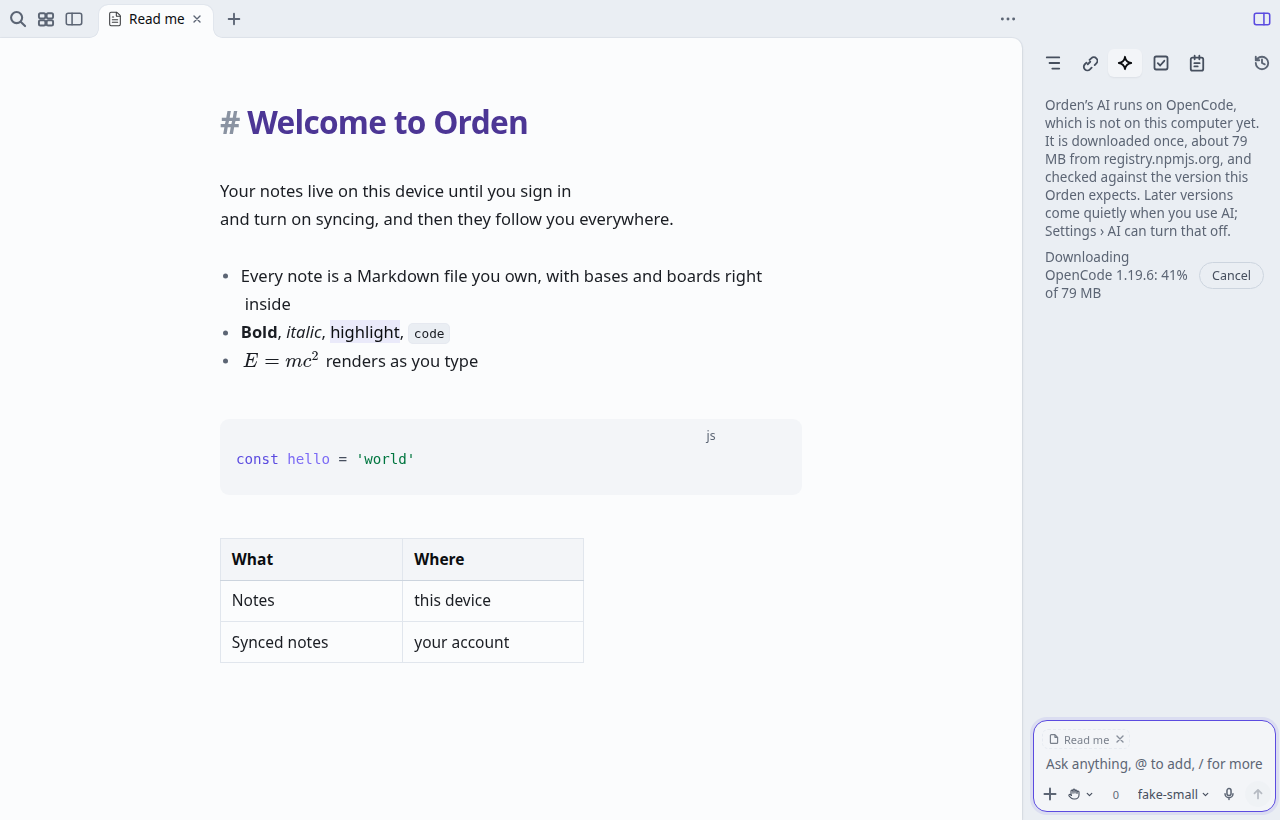 Read me
# Welcome to Orden
Your notes live on this device until you sign in
and turn on syncing, and then they follow you everywhere.
Every note is a Markdown file you own, with bases and boards right
inside
Bold, italic, highlight, code
E = mc² renders as you type
js
const hello = 'world'
What Where
Notes this device
Synced notes your account
Orden's AI runs on OpenCode,
which is not on this computer yet.
It is downloaded once, about 79
MB from registry.npmjs.org, and
checked against the version this
Orden expects. Later versions
come quietly when you use AI;
Settings › AI can turn that off.
Downloading
OpenCode 1.19.6: 41%
of 79 MB
Cancel
Read me
Ask anything, @ to add, / for more
0 fake-small